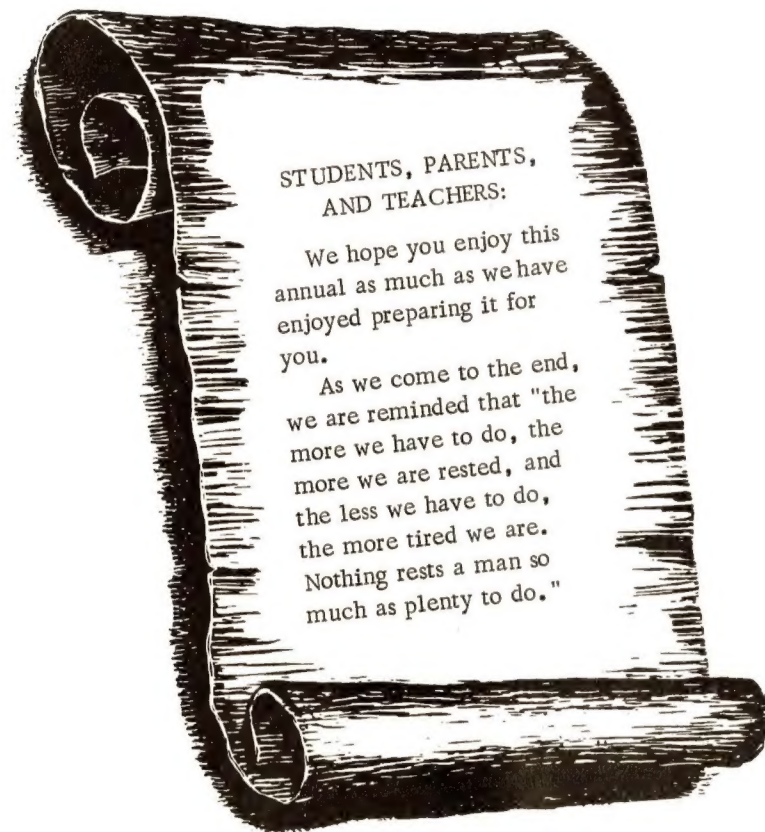 STUDENTS, PARENTS,
AND TEACHERS:
We hope you enjoy this
annual as much as we have
enjoyed preparing it for
you.
As we come to the end,
we are reminded that "the
more we have to do, the
more we are rested, and
the less we have to do,
the more tired we are.
Nothing rests a man so
much as plenty to do."